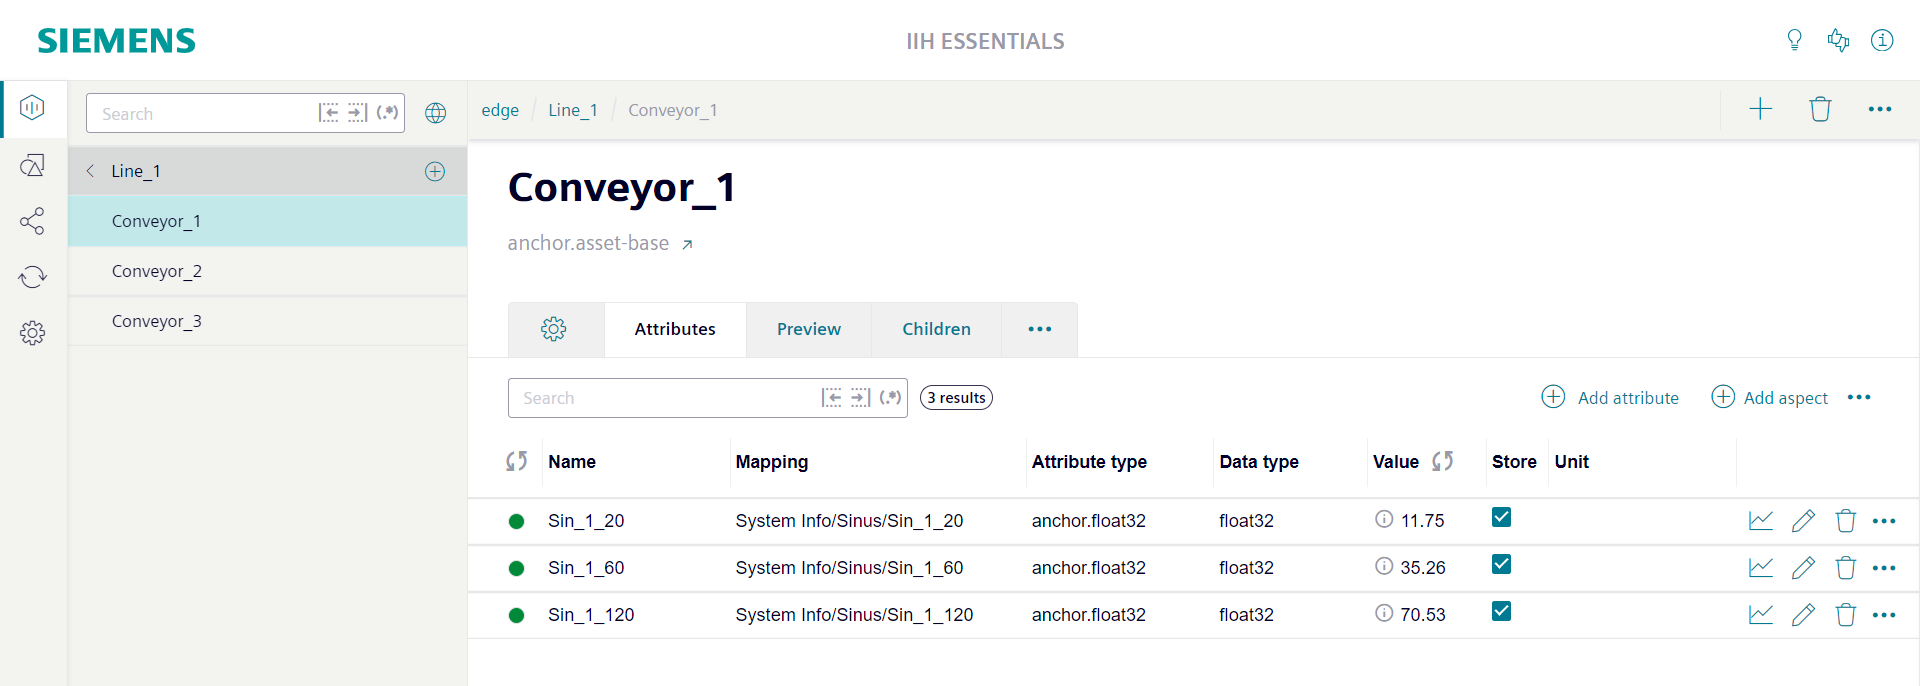 SIEMENS
IIH ESSENTIALS
Search (.*)
edge / Line_1 / Conveyor_1
Line_1
Conveyor_1
Conveyor_2
Conveyor_3
Conveyor_1
anchor.asset-base
Attributes Preview Children
Search (.*) 3 results Add attribute Add aspect
Name Mapping Attribute type Data type Value Store Unit
Sin_1_20 System Info/Sinus/Sin_1_20 anchor.float32 float32 11.75
Sin_1_60 System Info/Sinus/Sin_1_60 anchor.float32 float32 35.26
Sin_1_120 System Info/Sinus/Sin_1_120 anchor.float32 float32 70.53